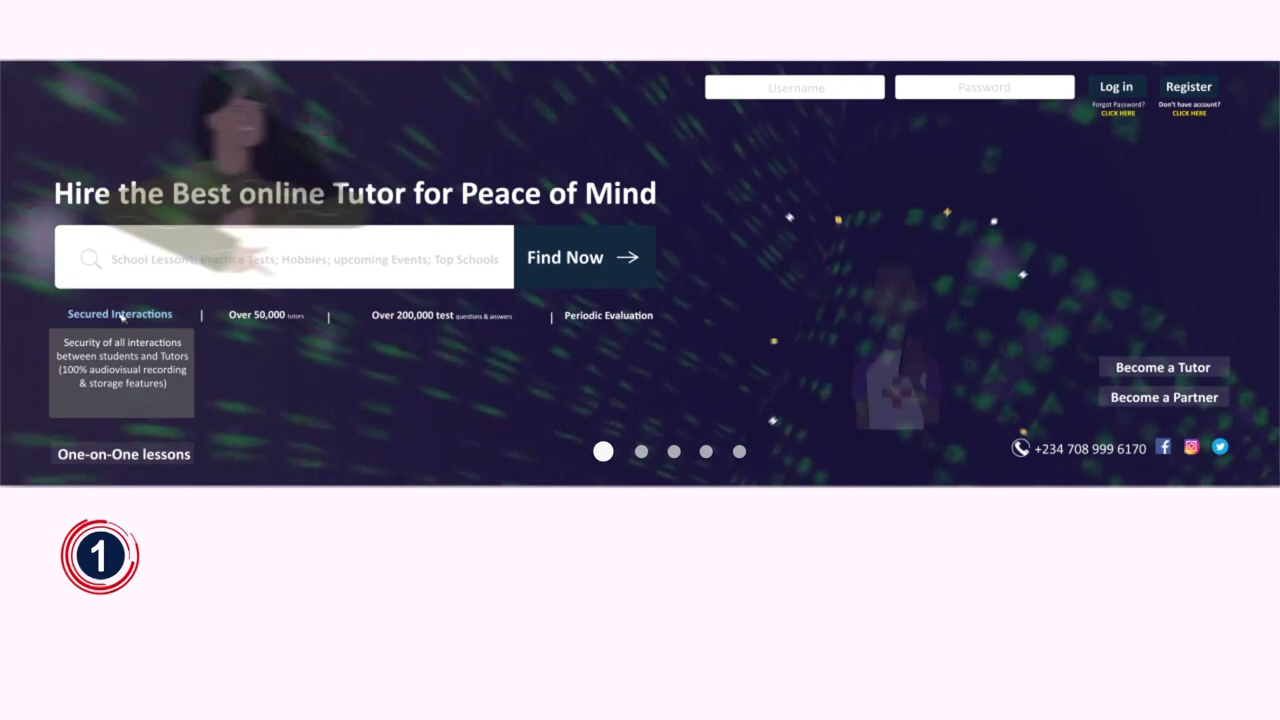 Username
Password
Log in
Register
Forgot Password?
CLICK HERE
Don't have account?
CLICK HERE
Hire the Best online Tutor for Peace of Mind
School Lessons; Practice Tests; Hobbies; upcoming Events; Top Schools
Find Now
Secured Interactions | Over 50,000 tutors | Over 200,000 test questions & answers | Periodic Evaluation
Security of all interactions
between students and Tutors
(100% audiovisual recording
& storage features)
Become a Tutor
Become a Partner
One-on-One lessons
+234 708 999 6170
1